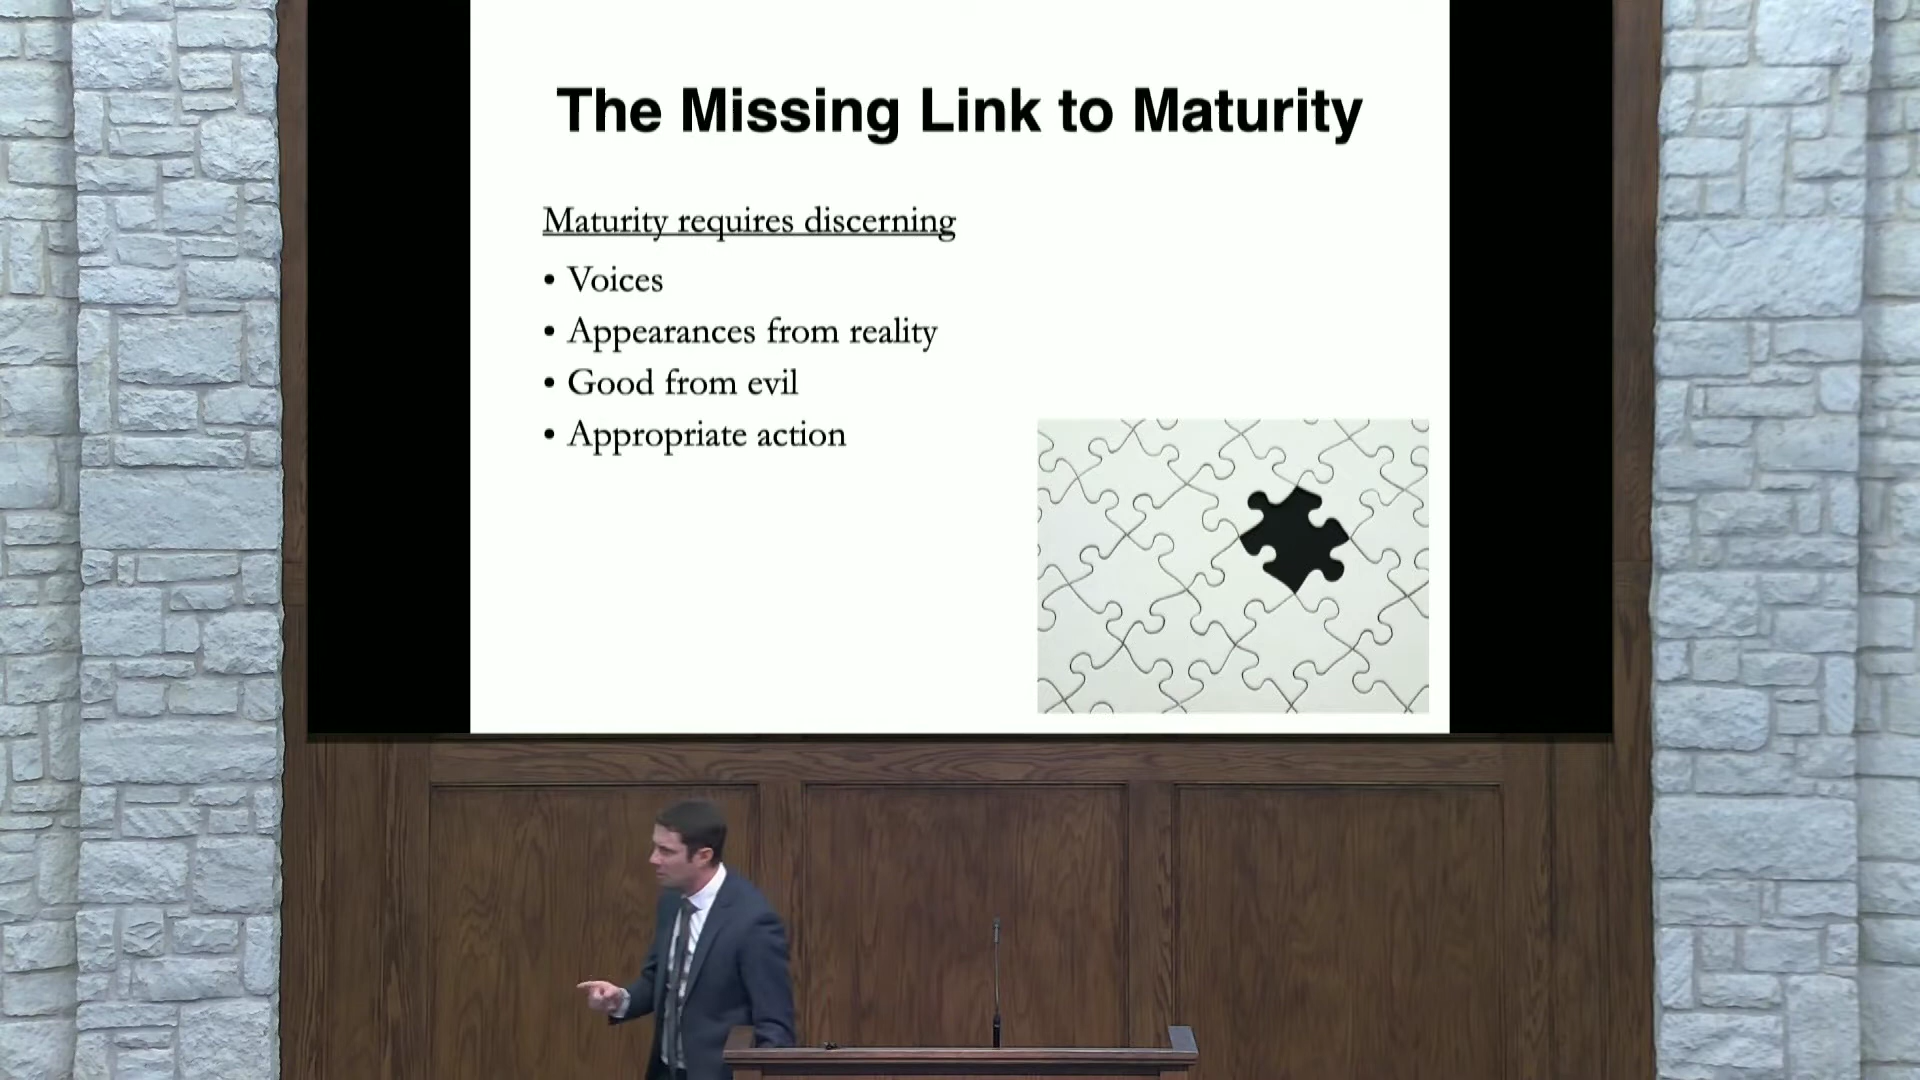 The Missing Link to Maturity
Maturity requires discerning
• Voices
• Appearances from reality
• Good from evil
• Appropriate action